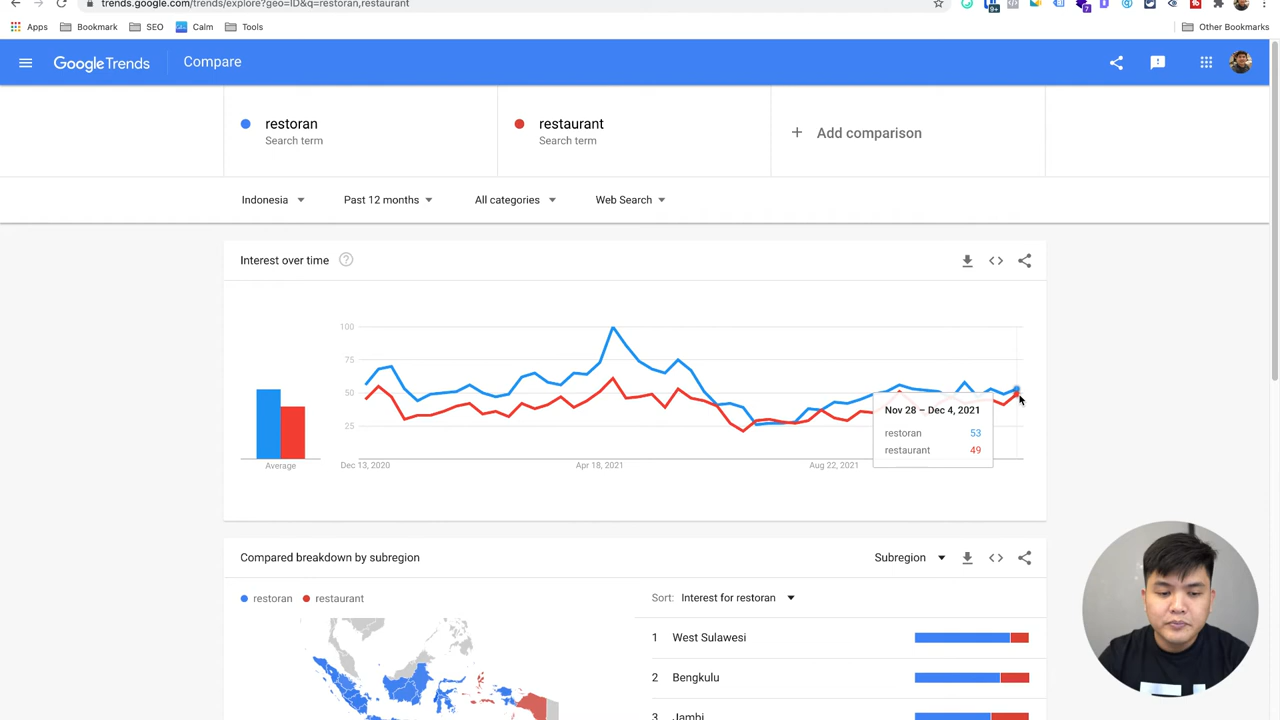 trends.google.com/trends/explore?geo=ID&q=restoran,restaurant
Apps Bookmark SEO Calm Tools Other Bookmarks
Google Trends Compare
restoran
Search term
restaurant
Search term
+ Add comparison
Indonesia Past 12 months All categories Web Search
Interest over time
100
75
50
25
Average
Dec 13, 2020 Apr 18, 2021 Aug 22, 2021
Nov 28 – Dec 4, 2021
restoran 53
restaurant 49
Compared breakdown by subregion Subregion
restoran restaurant
Sort: Interest for restoran
1 West Sulawesi
2 Bengkulu
3 Jambi